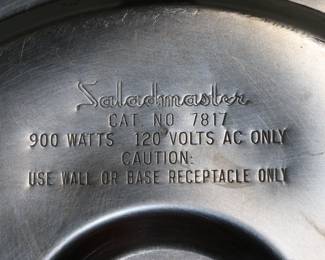 Saladmaster
CAT. NO 7817
900 WATTS 120 VOLTS AC ONLY
CAUTION:
USE WALL OR BASE RECEPTACLE ONLY